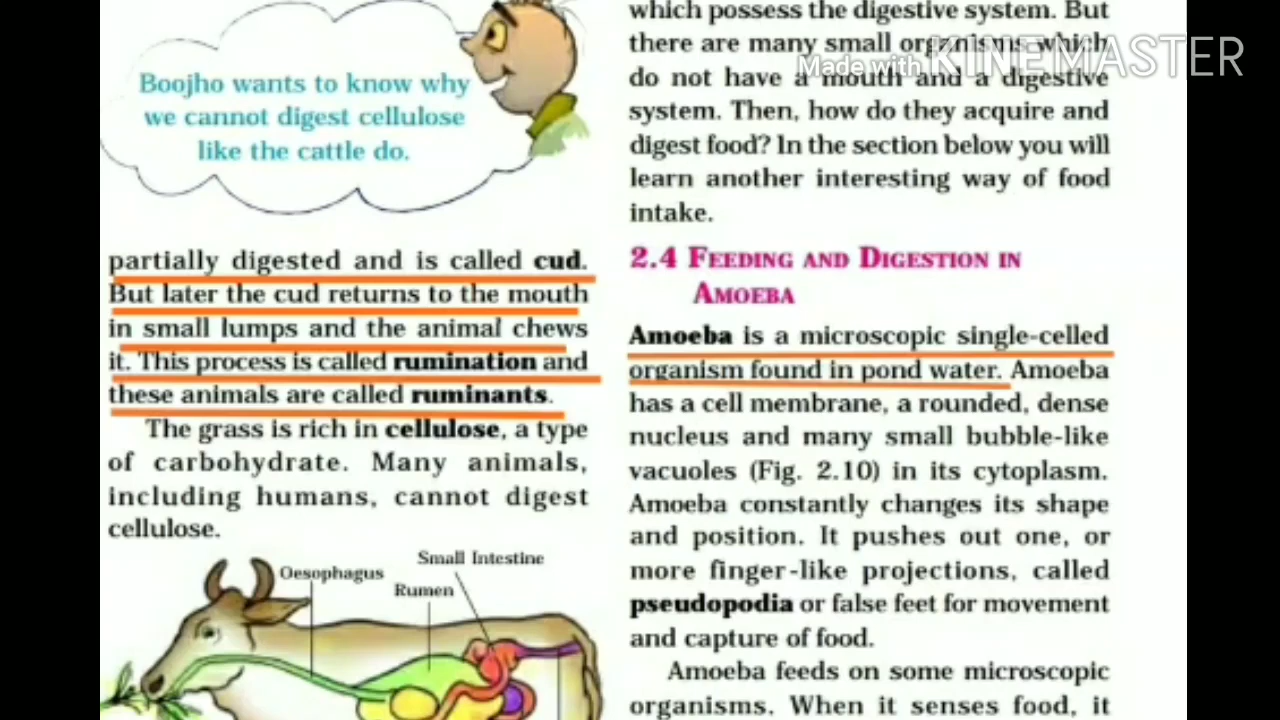 Boojho wants to know why
we cannot digest cellulose
like the cattle do.
partially digested and is called cud.
But later the cud returns to the mouth
in small lumps and the animal chews
it. This process is called rumination and
these animals are called ruminants.
The grass is rich in cellulose, a type
of carbohydrate. Many animals,
including humans, cannot digest
cellulose.
Small Intestine
Oesophagus
Rumen
which possess the digestive system. But
there are many small organisms which
do not have a mouth and a digestive
system. Then, how do they acquire and
digest food? In the section below you will
learn another interesting way of food
intake.
2.4 FEEDING AND DIGESTION IN
AMOEBA
Amoeba is a microscopic single-celled
organism found in pond water. Amoeba
has a cell membrane, a rounded, dense
nucleus and many small bubble-like
vacuoles (Fig. 2.10) in its cytoplasm.
Amoeba constantly changes its shape
and position. It pushes out one, or
more finger-like projections, called
pseudopodia or false feet for movement
and capture of food.
Amoeba feeds on some microscopic
organisms. When it senses food, it
Made with KINEMASTER